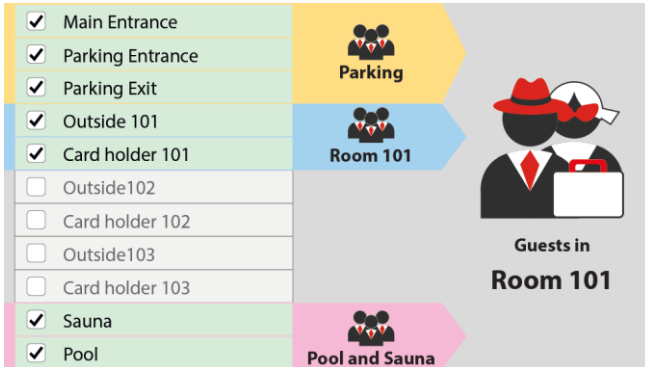 Main Entrance
Parking Entrance
Parking Exit
Parking
Outside 101
Card holder 101
Room 101
Outside102
Card holder 102
Outside103
Card holder 103
Sauna
Pool
Pool and Sauna
Guests in
Room 101